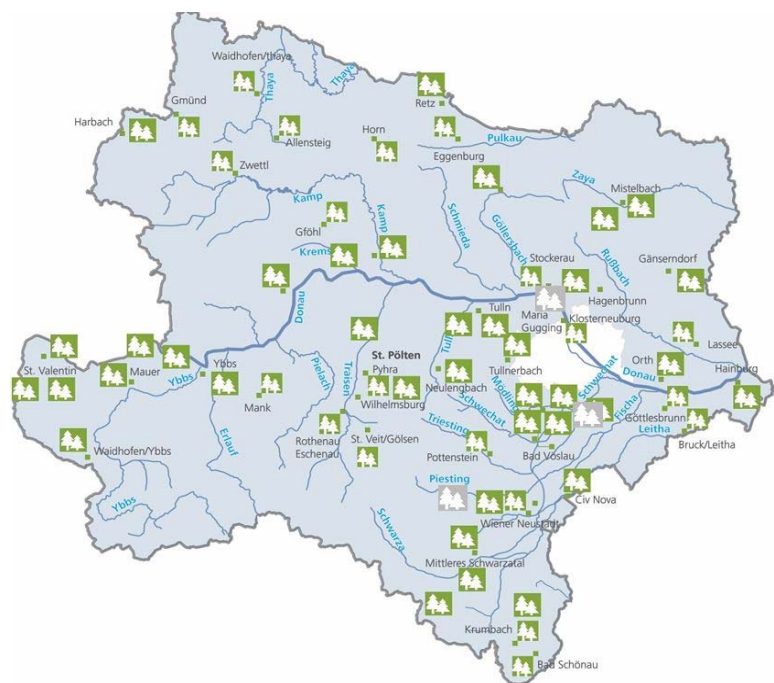 Waidhofen/thaya
Thaya
Thaya
Retz
Gmünd
Harbach
Allensteig
Horn
Pulkau
Eggenburg
Zwettl
Zaya
Mistelbach
Kamp
Kamp
Schmieda
Göllersbach
Gföhl
Krems
Stockerau
Rußbach
Gänserndorf
Hagenbrunn
Donau
Tulln
Maria
Gugging
Klosterneuburg
Tulln
St. Pölten
Lassee
St. Valentin
Mauer
Ybbs
Ybbs
Pielach
Traisen
Pyhra
Neulengbach
Tullnerbach
Orth
Donau
Hainburg
Mank
Wilhelmsburg
Schwechat
Mödling
Schwechat
Fischa
Göttlesbrunn
Leitha
Rothenau
Eschenau
St. Veit/Gölsen
Triesting
Bruck/Leitha
Waidhofen/Ybbs
Erlauf
Pottenstein
Bad Vöslau
Piesting
Civ Nova
Ybbs
Schwarza
Wiener Neustadt
Mittleres Schwarzatal
Krumbach
Bad Schönau